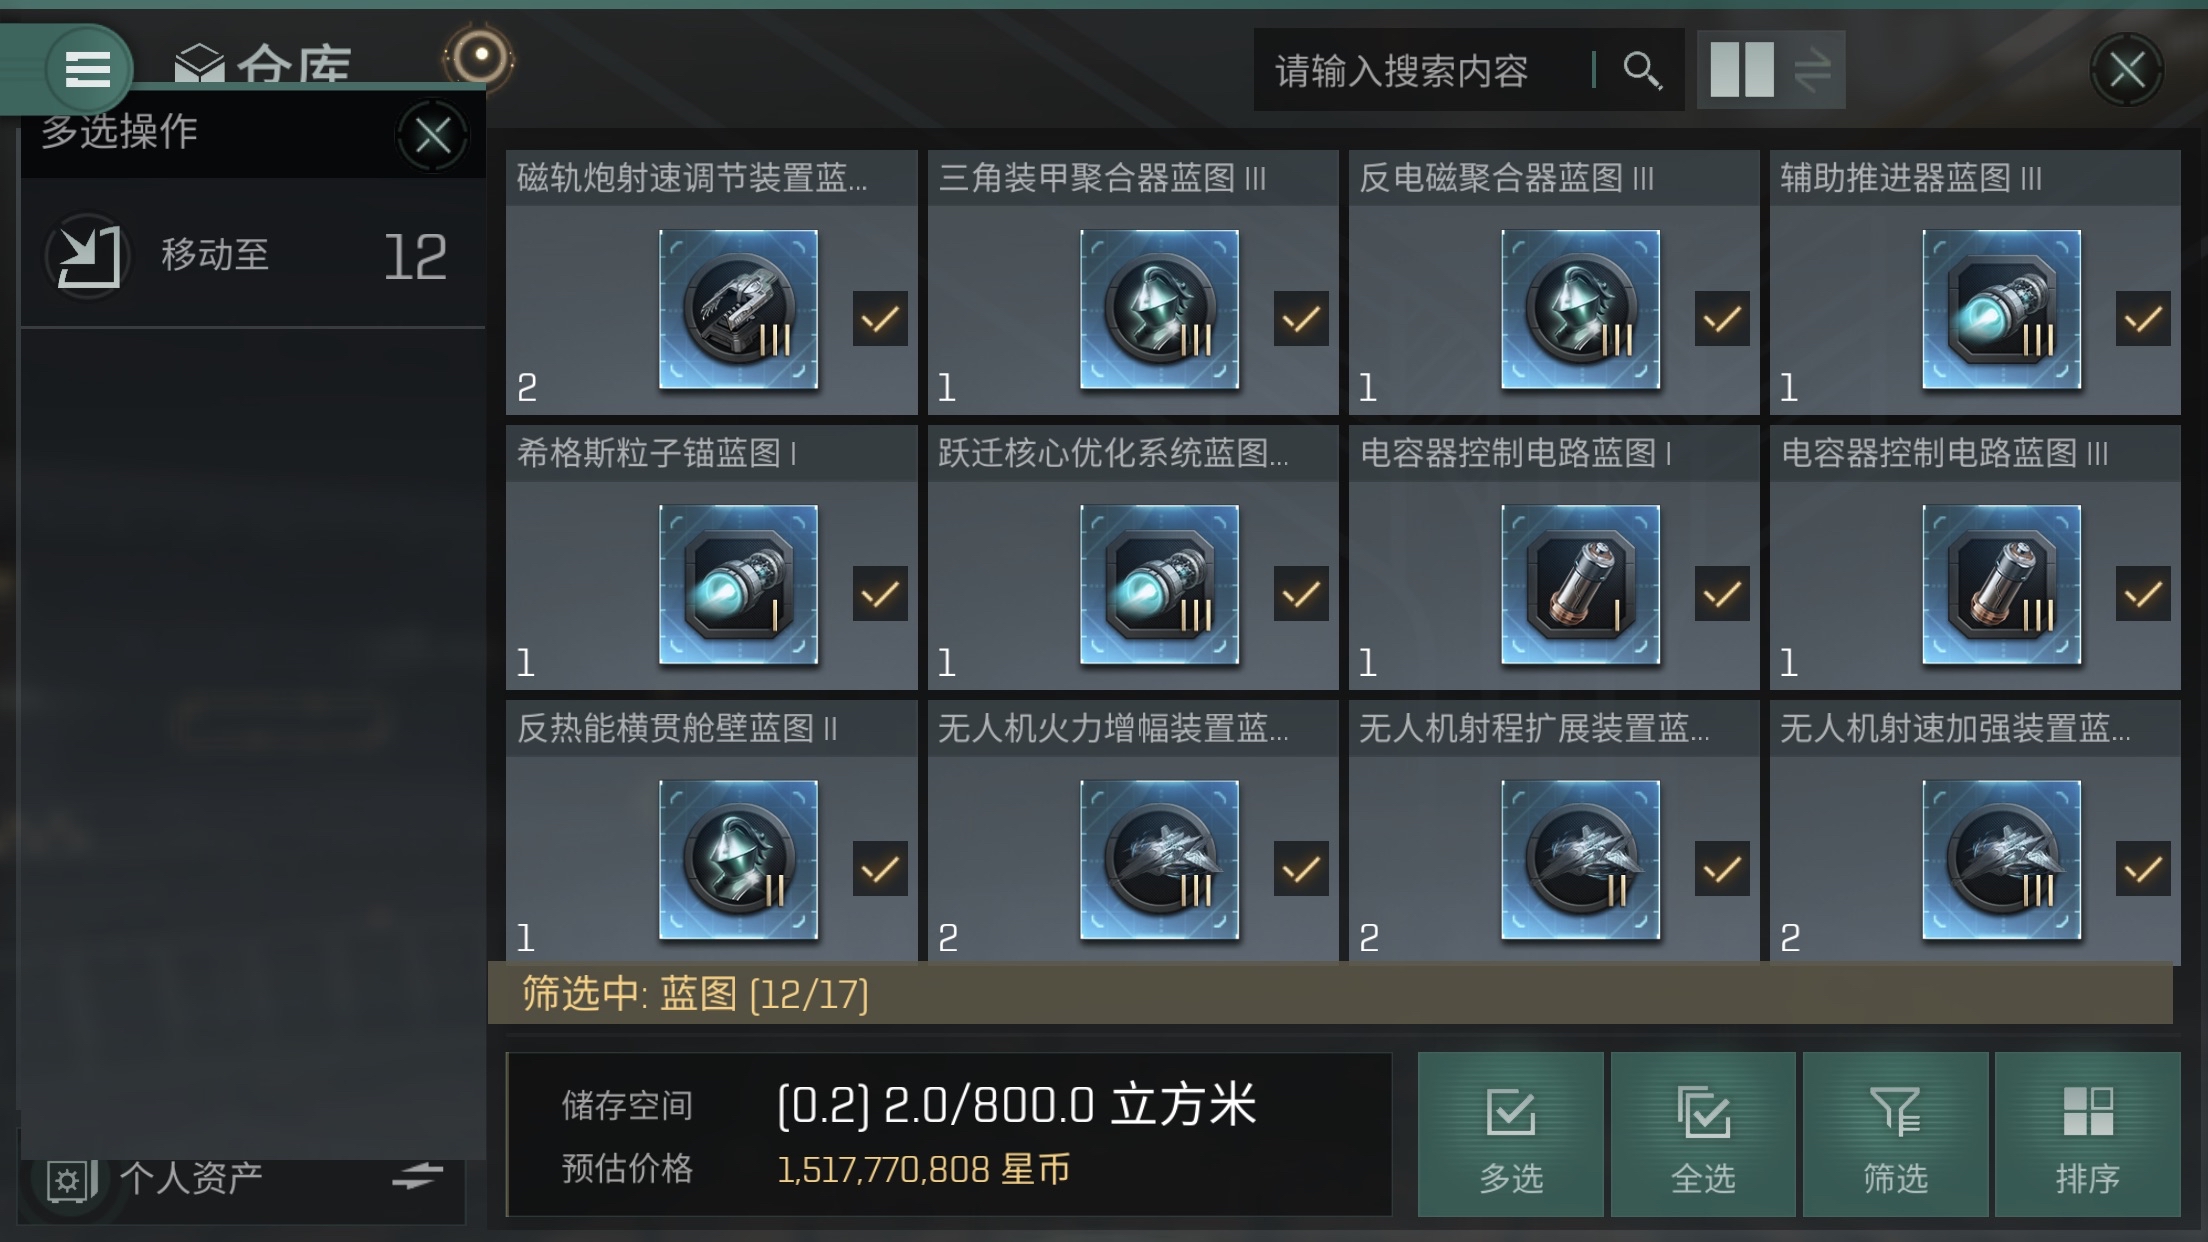 仓库
请输入搜索内容
多选操作
移动至 12
磁轨炮射速调节装置蓝...
三角装甲聚合器蓝图 III
反电磁聚合器蓝图 III
辅助推进器蓝图 III
III
III
III
III
2
1
1
1
希格斯粒子锚蓝图 I
跃迁核心优化系统蓝图...
电容器控制电路蓝图 I
电容器控制电路蓝图 III
I
III
I
III
1
1
1
1
反热能横贯舱壁蓝图 II
无人机火力增幅装置蓝...
无人机射程扩展装置蓝...
无人机射速加强装置蓝...
II
III
II
III
1
2
2
2
筛选中: 蓝图 (12/17)
储存空间 (0.2) 2.0/800.0 立方米
预估价格 1,517,770,808 星币
多选
全选
筛选
排序
个人资产